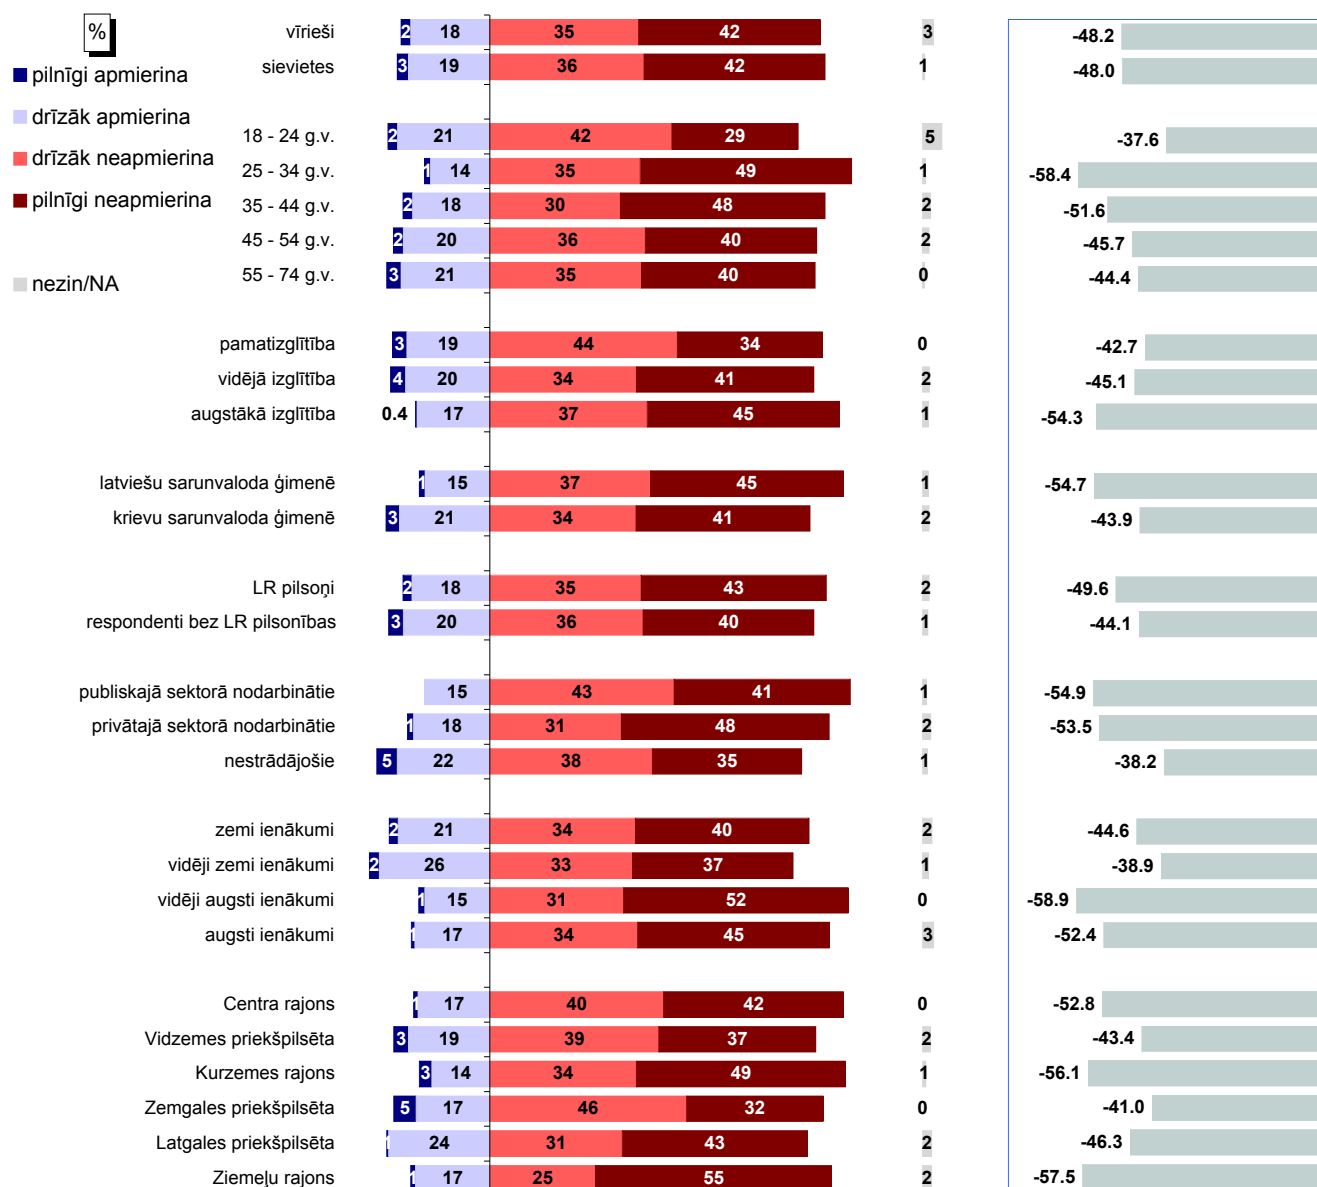 %
pilnīgi apmierina
drīzāk apmierina
drīzāk neapmierina
pilnīgi neapmierina
nezin/NA
vīrieši 2 18 35 42 3 -48.2
sievietes 3 19 36 42 1 -48.0
18 - 24 g.v. 2 21 42 29 5 -37.6
25 - 34 g.v. 1 14 35 49 1 -58.4
35 - 44 g.v. 2 18 30 48 2 -51.6
45 - 54 g.v. 2 20 36 40 2 -45.7
55 - 74 g.v. 3 21 35 40 0 -44.4
pamatizglītība 3 19 44 34 0 -42.7
vidējā izglītība 4 20 34 41 2 -45.1
augstākā izglītība 0.4 17 37 45 1 -54.3
latviešu sarunvaloda ģimenē 1 15 37 45 1 -54.7
krievu sarunvaloda ģimenē 3 21 34 41 2 -43.9
LR pilsoņi 2 18 35 43 2 -49.6
respondenti bez LR pilsonības 3 20 36 40 1 -44.1
publiskajā sektorā nodarbinātie 15 43 41 1 -54.9
privātajā sektorā nodarbinātie 1 18 31 48 2 -53.5
nestrādājošie 5 22 38 35 1 -38.2
zemi ienākumi 2 21 34 40 2 -44.6
vidēji zemi ienākumi 2 26 33 37 1 -38.9
vidēji augsti ienākumi 1 15 31 52 0 -58.9
augsti ienākumi 1 17 34 45 3 -52.4
Centra rajons 1 17 40 42 0 -52.8
Vidzemes priekšpilsēta 3 19 39 37 2 -43.4
Kurzemes rajons 3 14 34 49 1 -56.1
Zemgales priekšpilsēta 5 17 46 32 0 -41.0
Latgales priekšpilsēta 1 24 31 43 2 -46.3
Ziemeļu rajons 1 17 25 55 2 -57.5